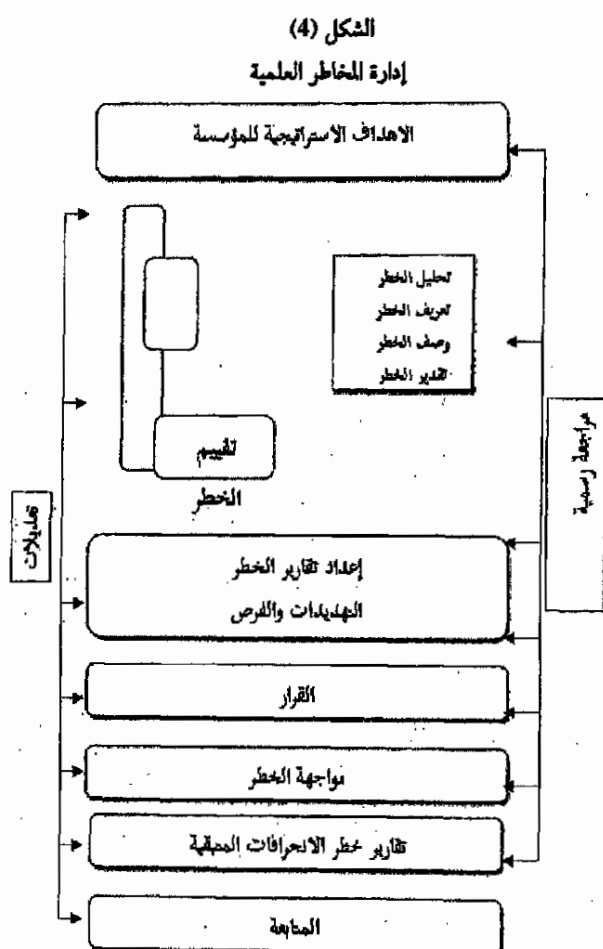 الشكل (4)
إدارة المخاطر العلمية
الاهداف الاستراتيجية للمؤسسة
تحليل الخطر
تعريف الخطر
وصف الخطر
تقدير الخطر
مراجعة رسمية
تقييم
الخطر
تعديلات
إعداد تقارير الخطر
التهديدات والفرص
القرار
مواجهة الخطر
تقارير خطر الانحرافات المتبقية
المتابعة